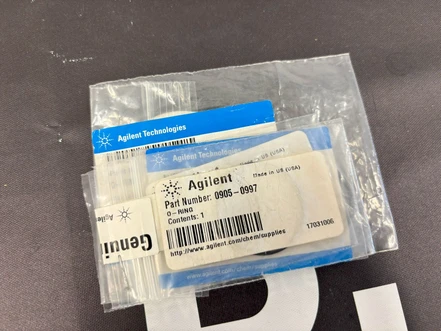 Agilent Technologies
Agilent Technologies
Made in US (USA)
Agilent
Part Number: 0905-0997
O-RING
Contents: 1
17031006
http://www.agilent.com/chem/supplies
Agilent
Genui